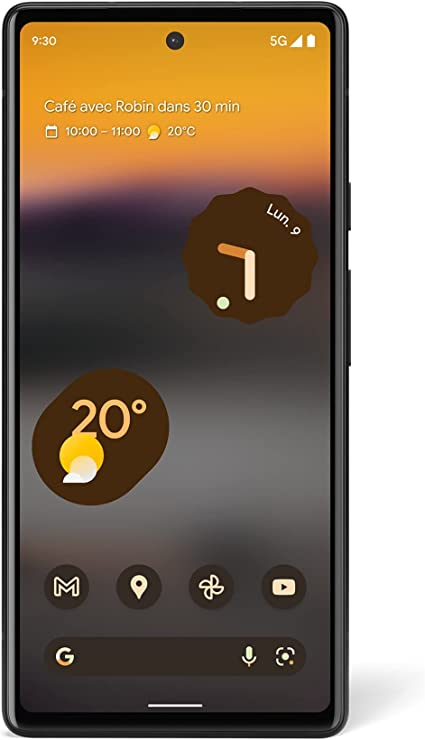 9:30
5G
Café avec Robin dans 30 min
10:00 – 11:00 20°C
Lun. 9
20°